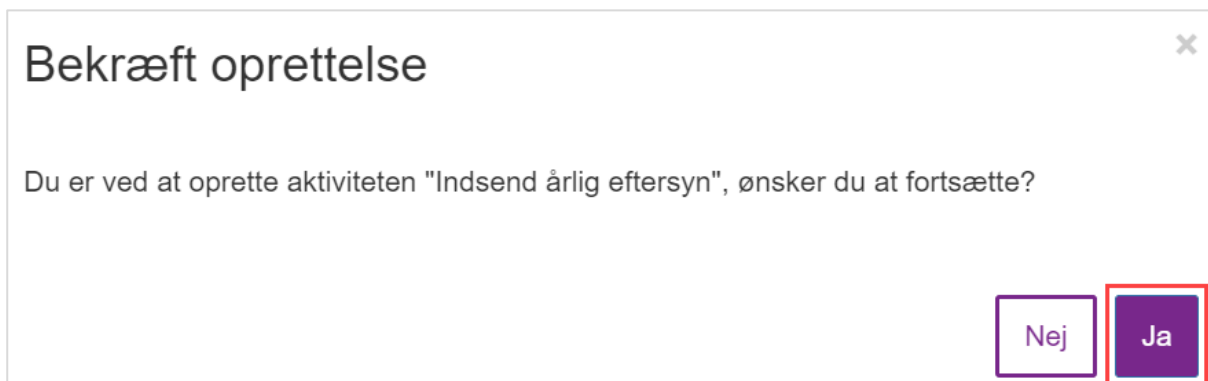 Bekræft oprettelse
Du er ved at oprette aktiviteten "Indsend årlig eftersyn", ønsker du at fortsætte?
Nej Ja